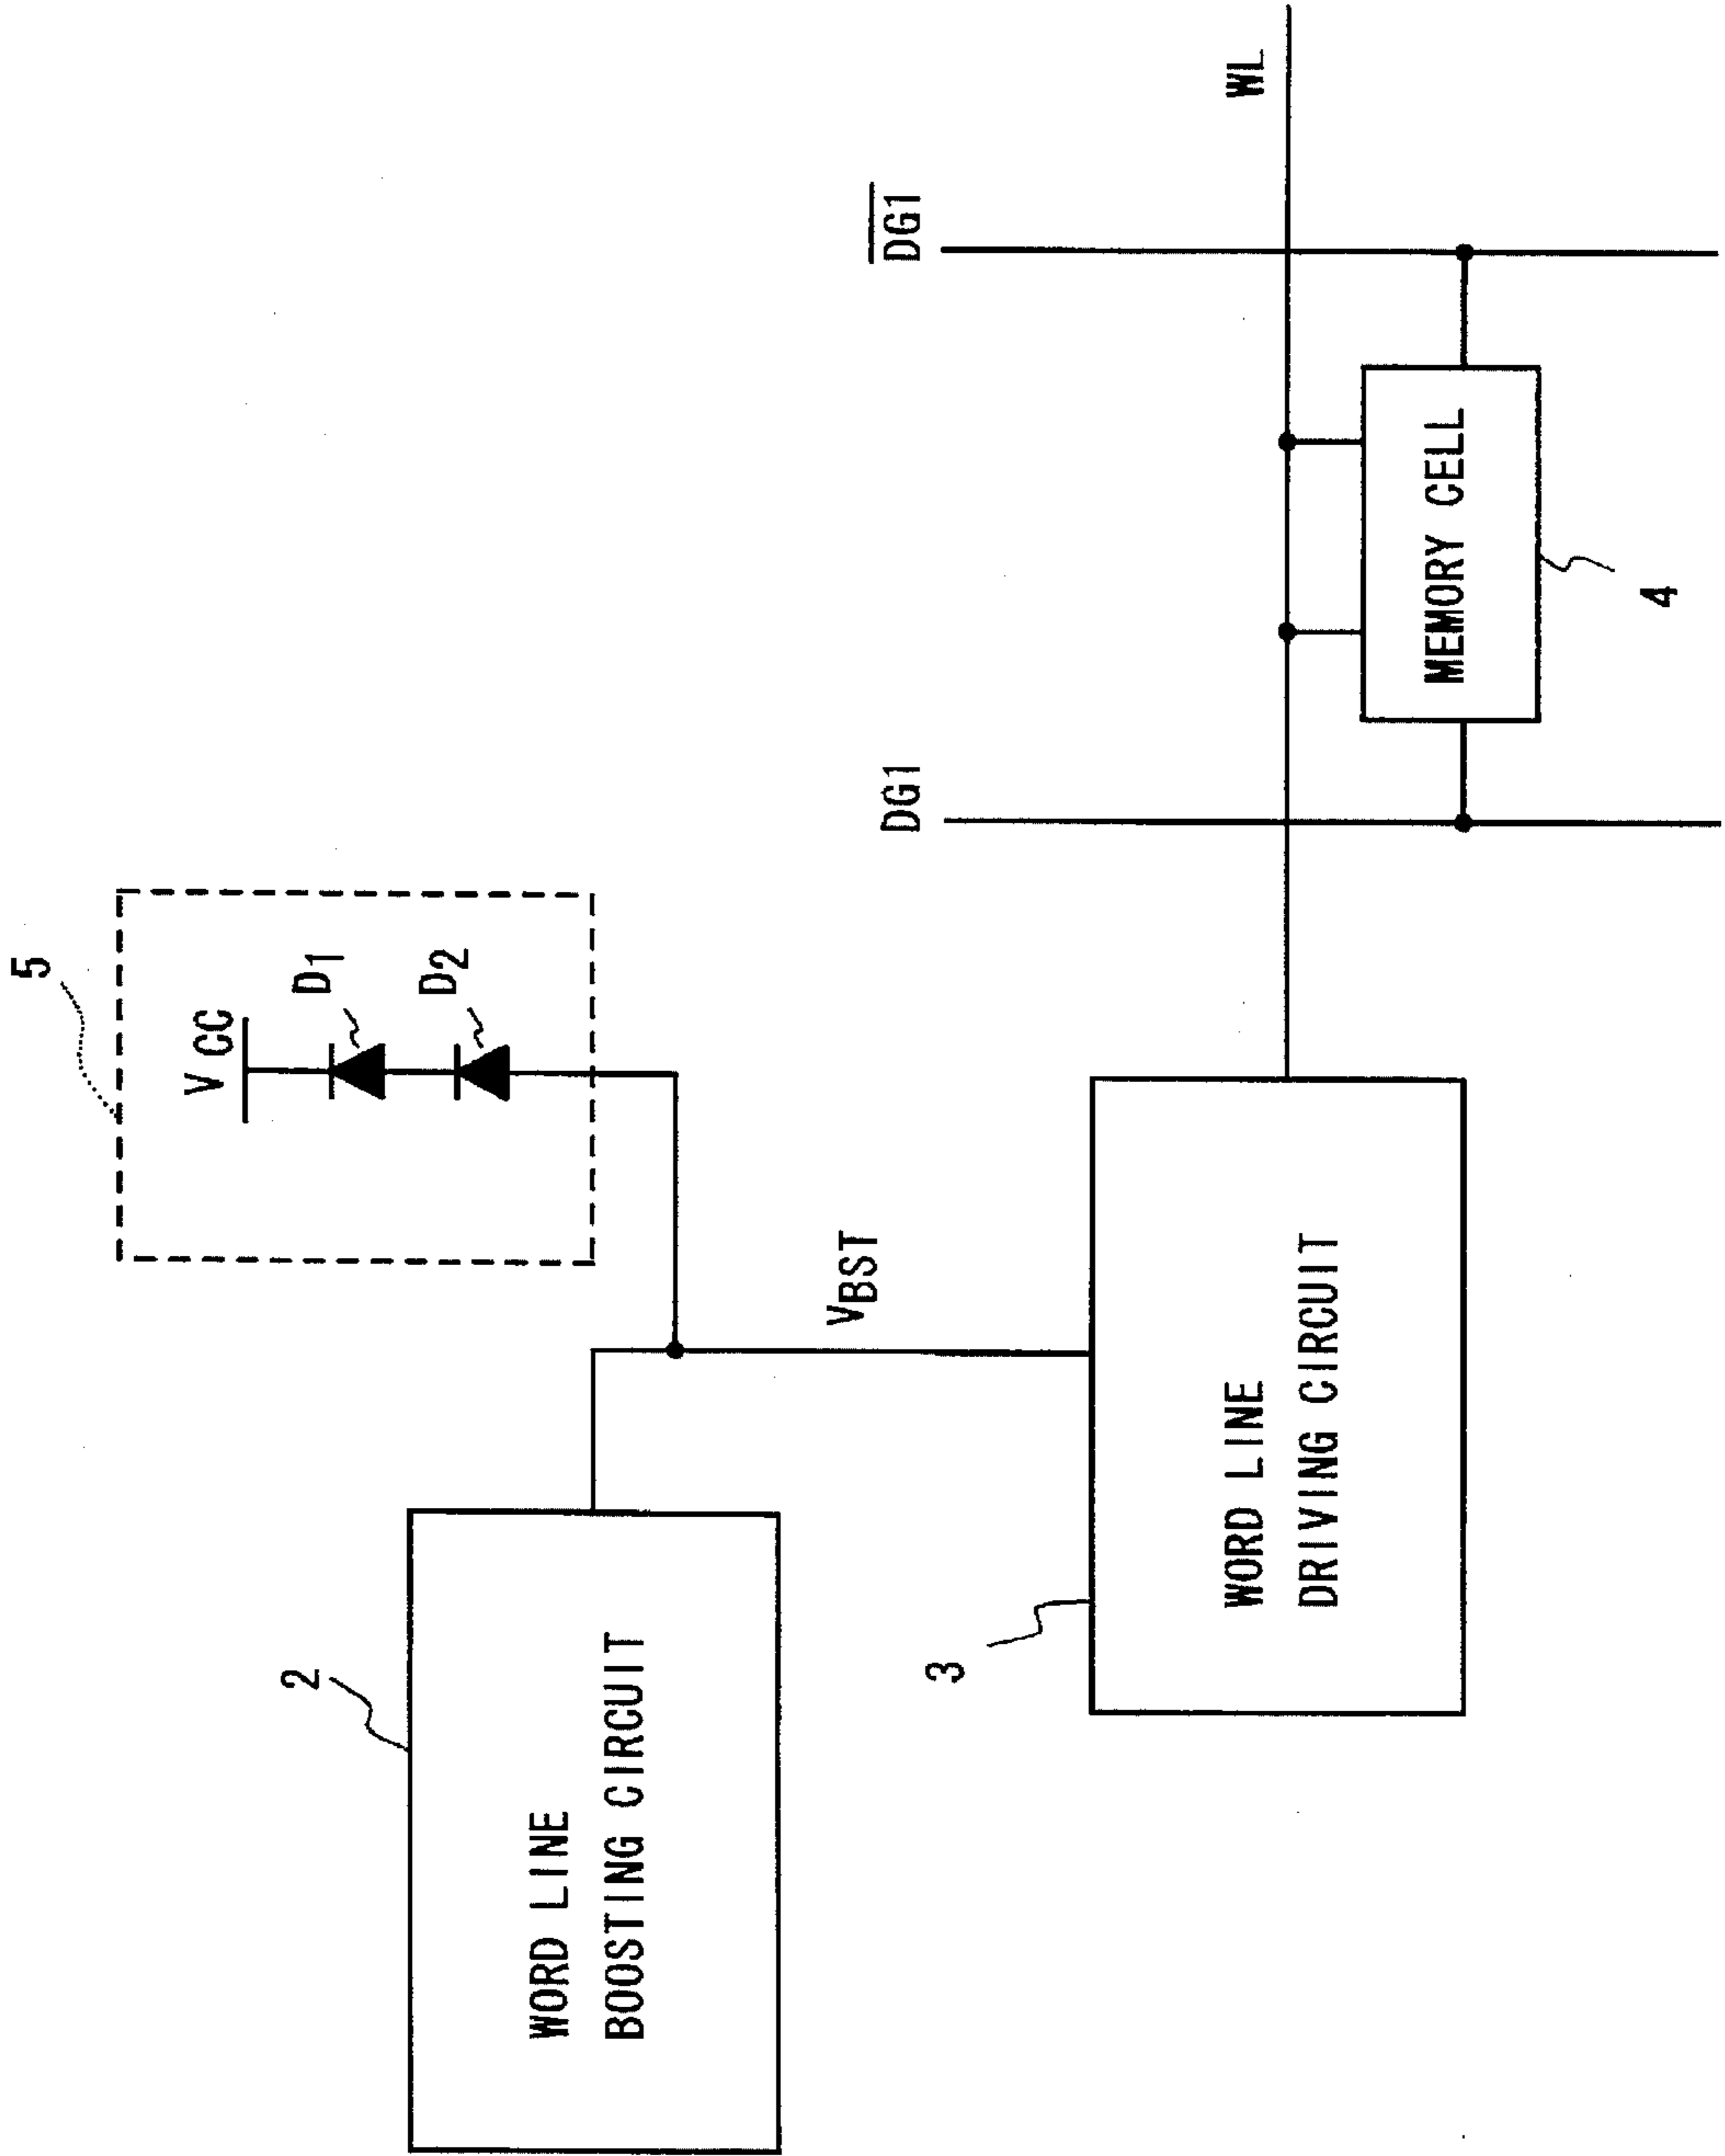 5
V CC
D1
D2
2
WORD LINE
BOOSTING CIRCUIT
VBST
3
WORD LINE
DRIVING CIRCUIT
DG1
D̅G̅1̅
WL
MEMORY CELL
4